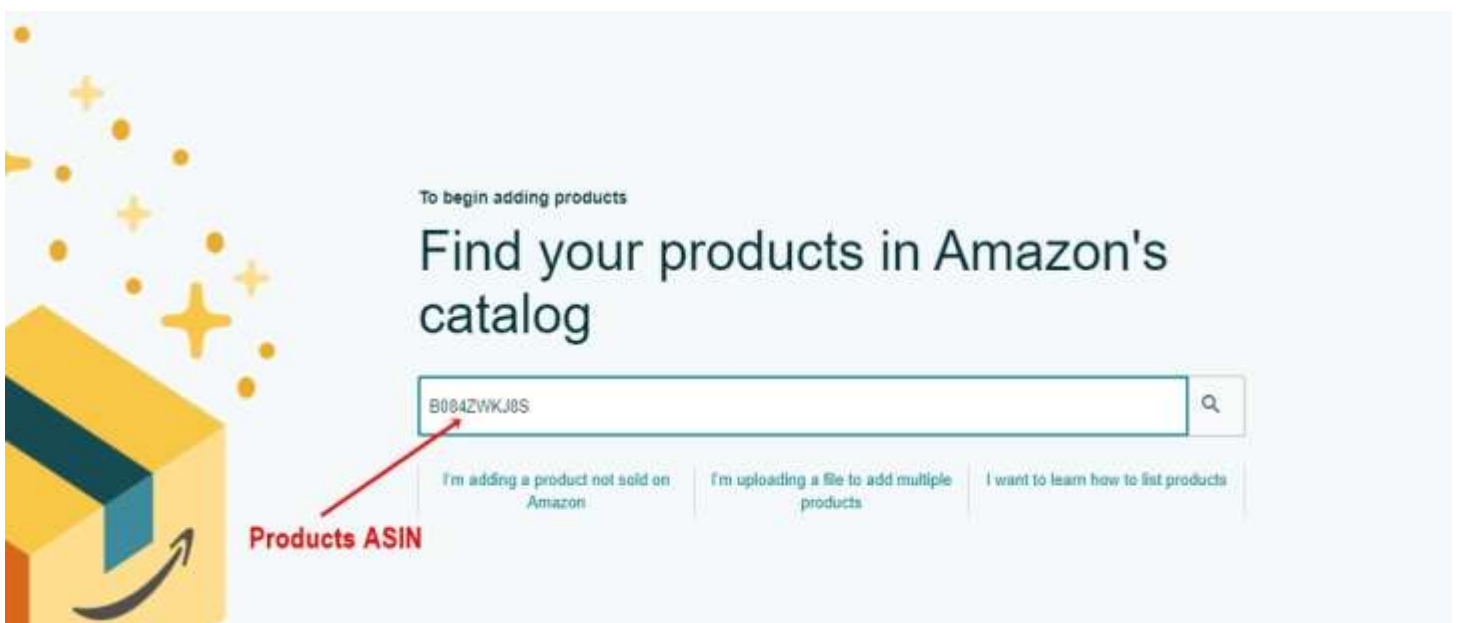 To begin adding products
Find your products in Amazon's
catalog
B084ZWKJ8S
I'm adding a product not sold on
Amazon
I'm uploading a file to add multiple
products
I want to learn how to list products
Products ASIN